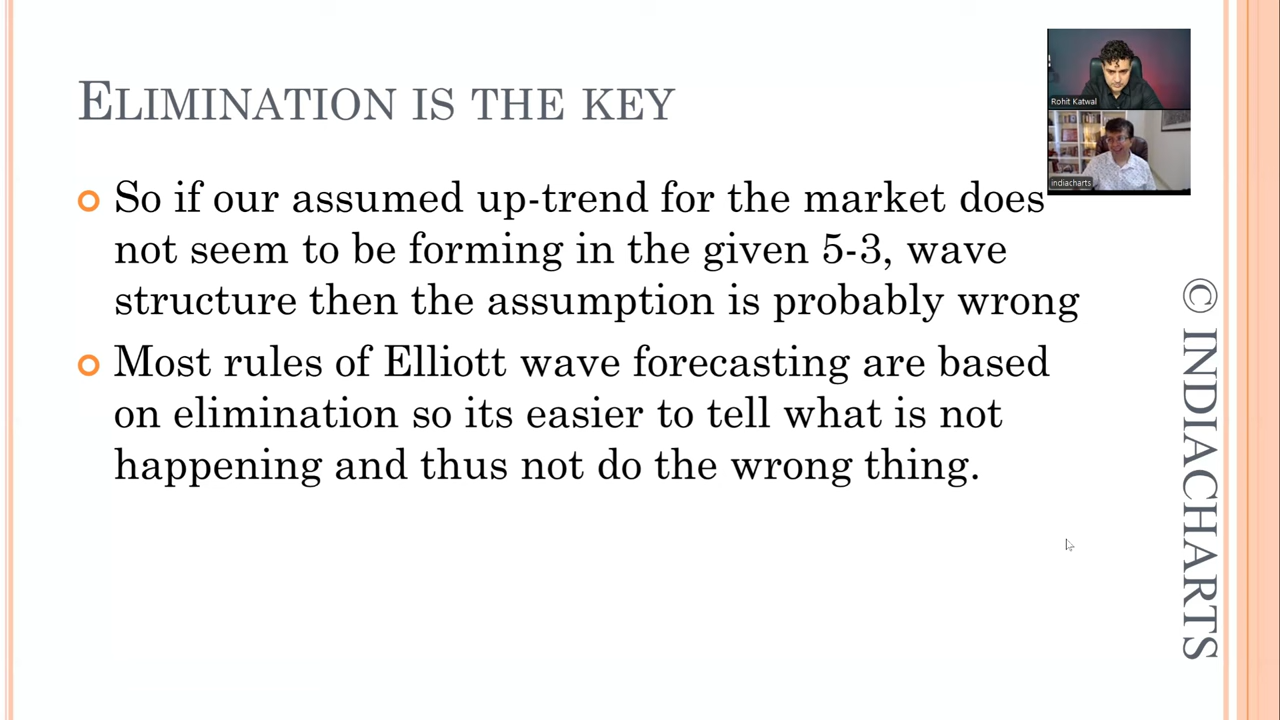 ELIMINATION IS THE KEY
So if our assumed up-trend for the market does
not seem to be forming in the given 5-3, wave
structure then the assumption is probably wrong
Most rules of Elliott wave forecasting are based
on elimination so its easier to tell what is not
happening and thus not do the wrong thing.
Rohit Katwal
indiacharts
© INDIACHARTS